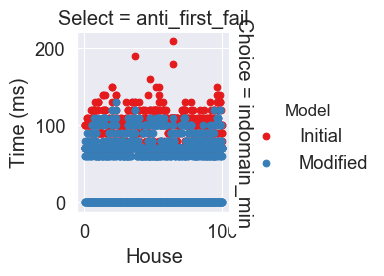 Select = anti_first_fail
200
100
0
Time (ms)
0
100
House
Choice = indomain_min
Model
Initial
Modified